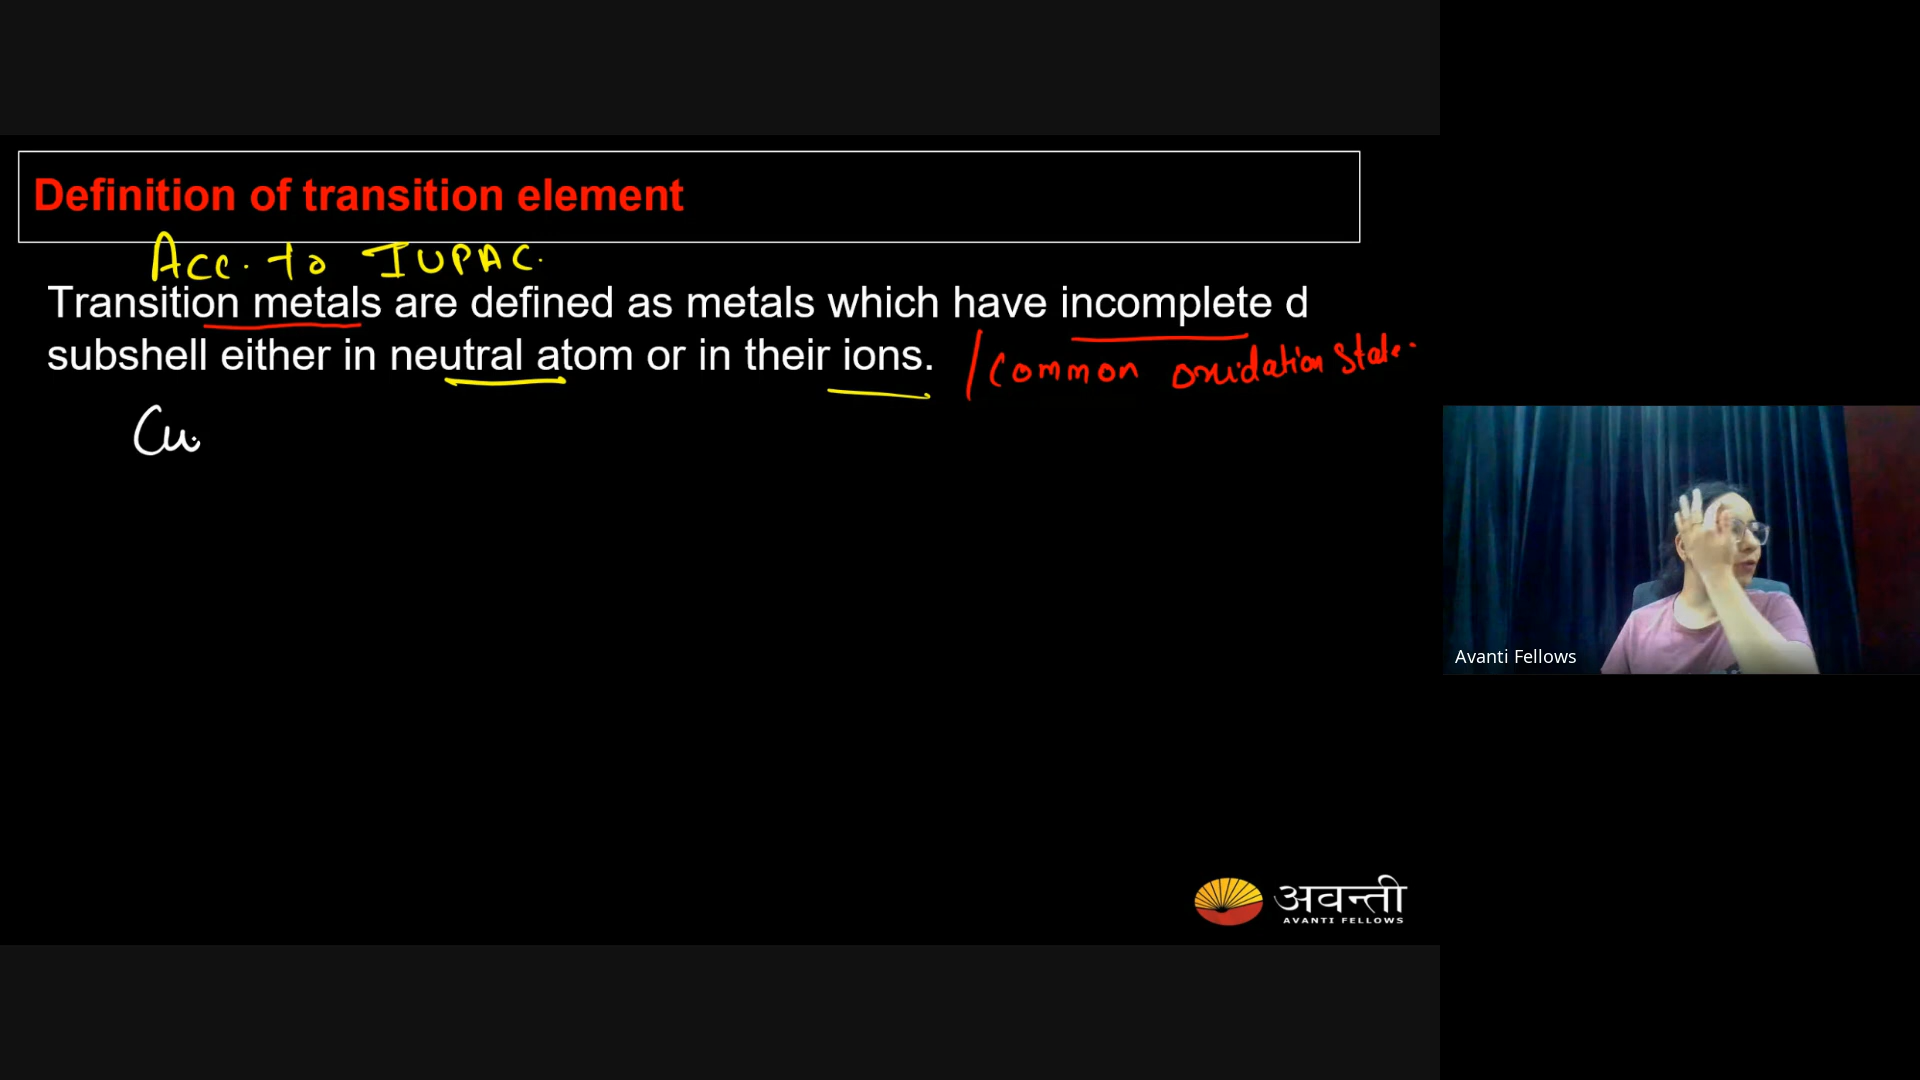 Definition of transition element
Acc. to IUPAC.
Transition metals are defined as metals which have incomplete d
subshell either in neutral atom or in their ions. / Common oxidation state.
Cu
Avanti Fellows
अवन्ती
AVANTI FELLOWS